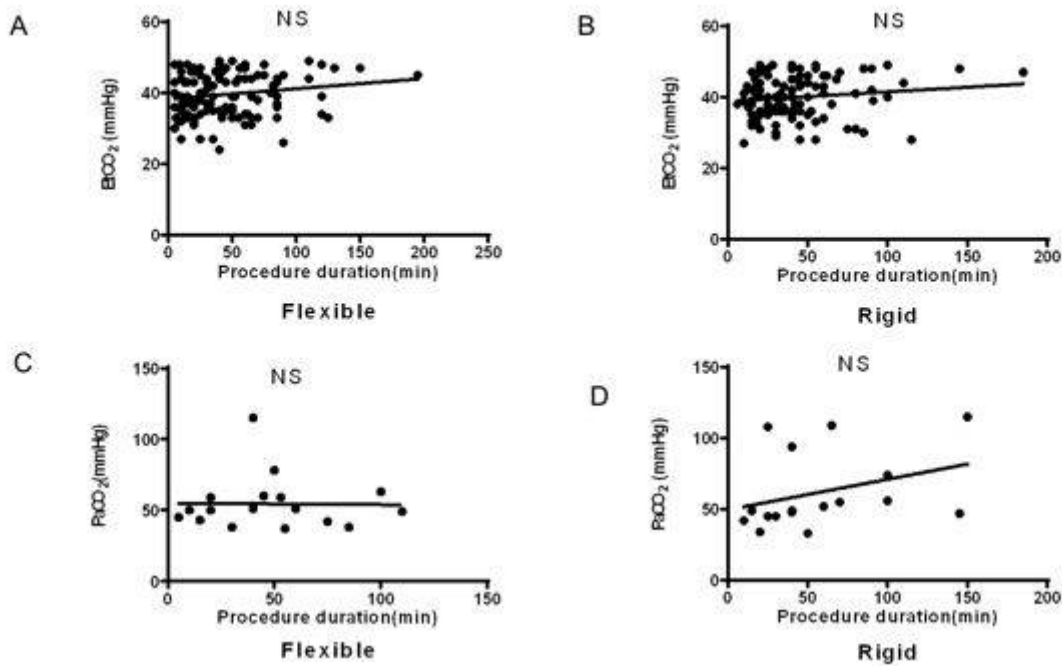 A
NS
60
40
20
0
EtCO2 (mmHg)
0 50 100 150 200 250
Procedure duration(min)
Flexible
B
NS
60
40
20
0
EtCO2 (mmHg)
0 50 100 150 200
Procedure duration(min)
Rigid
C
NS
150
100
50
0
PaCO2(mmHg)
0 50 100 150
Procedure duration(min)
Flexible
D
NS
150
100
50
0
PaCO2 (mmHg)
0 50 100 150 200
Procedure duration(min)
Rigid